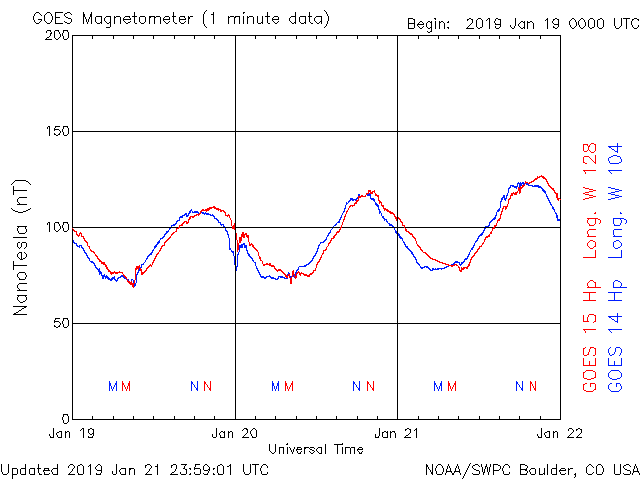 GOES Magnetometer (1 minute data)
Begin: 2019 Jan 19 0000 UTC
200
150
100
50
0
NanoTesla (nT)
M M N N M M N N M M N N
Jan 19 Jan 20 Jan 21 Jan 22
Universal Time
GOES 15 Hp Long. W 128
GOES 14 Hp Long. W 104
Updated 2019 Jan 21 23:59:01 UTC
NOAA/SWPC Boulder, CO USA